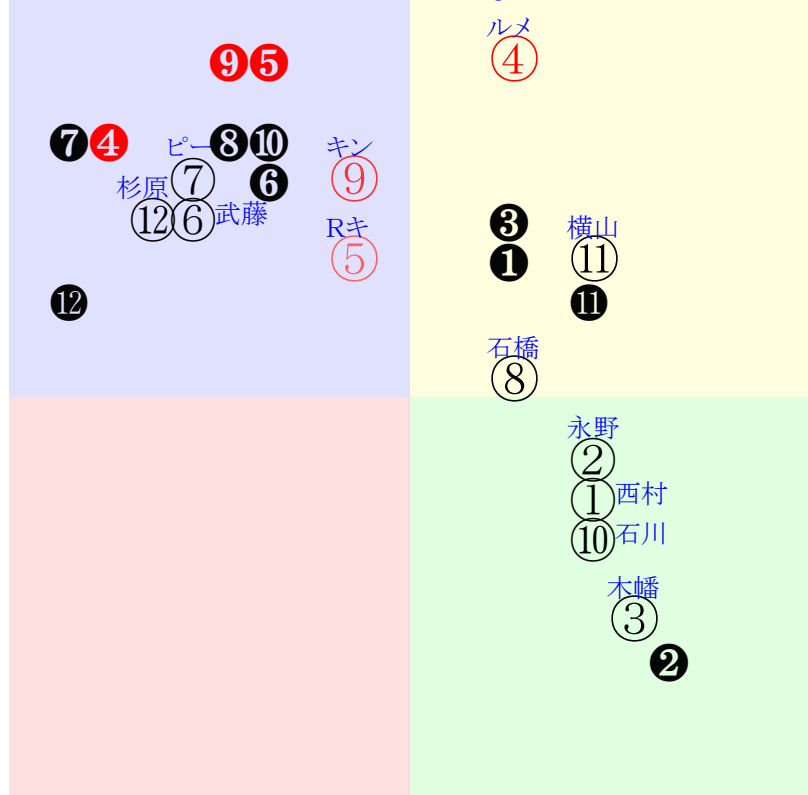 ルメ
④
❾❺
❼❹
ピー❽❿
キン
杉原⑦
❻
⑨
⑫⑥武藤
Rキ
⑤
❸
横山
❶
⑪
⓬
⓫
石橋
⑧
永野
②
①西村
⑩石川
木幡
③
❷